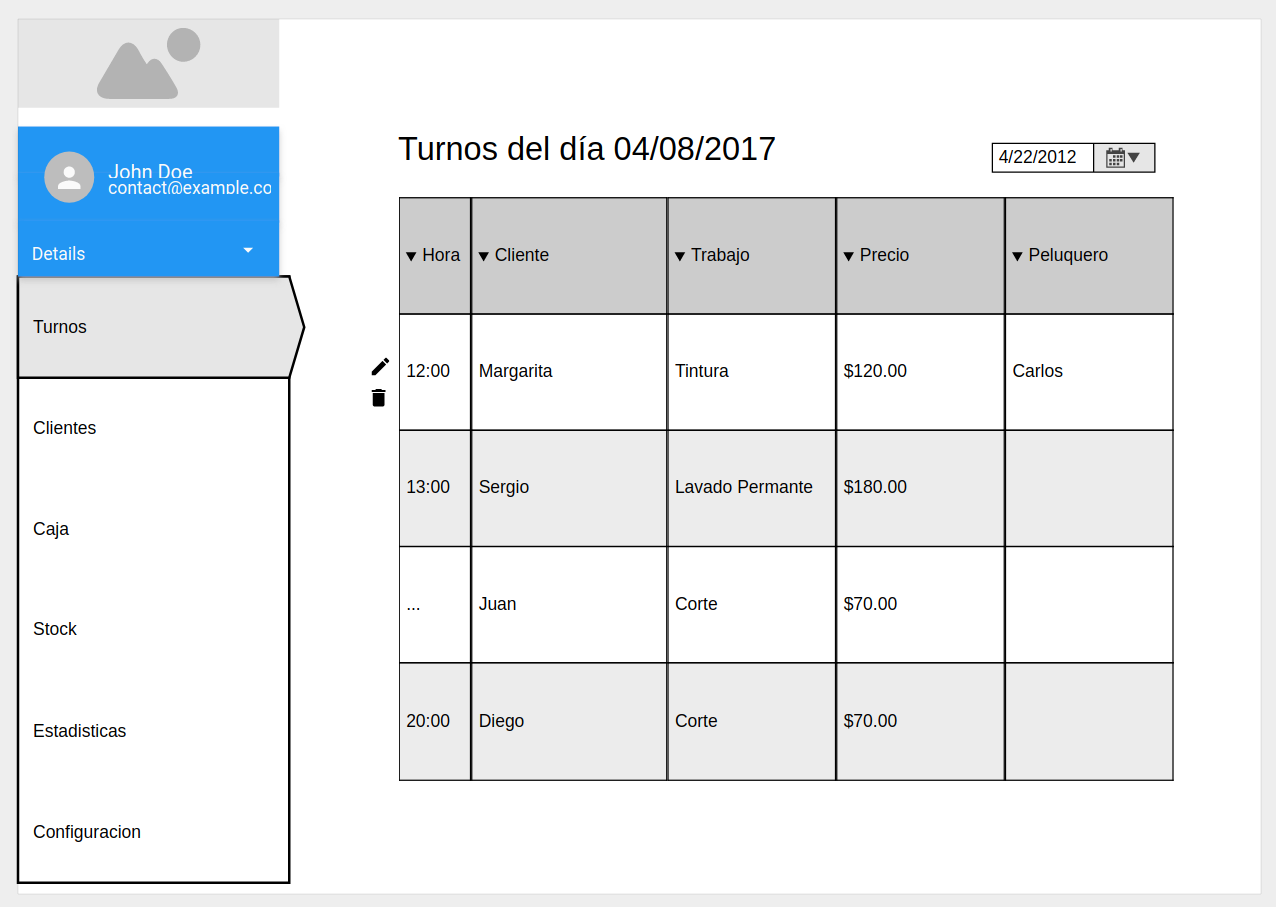 John Doe
contact@example.co
Details
Turnos
Clientes
Caja
Stock
Estadisticas
Configuracion
Turnos del día 04/08/2017
4/22/2012
Hora Cliente Trabajo Precio Peluquero
12:00 Margarita Tintura $120.00 Carlos
13:00 Sergio Lavado Permante $180.00
... Juan Corte $70.00
20:00 Diego Corte $70.00